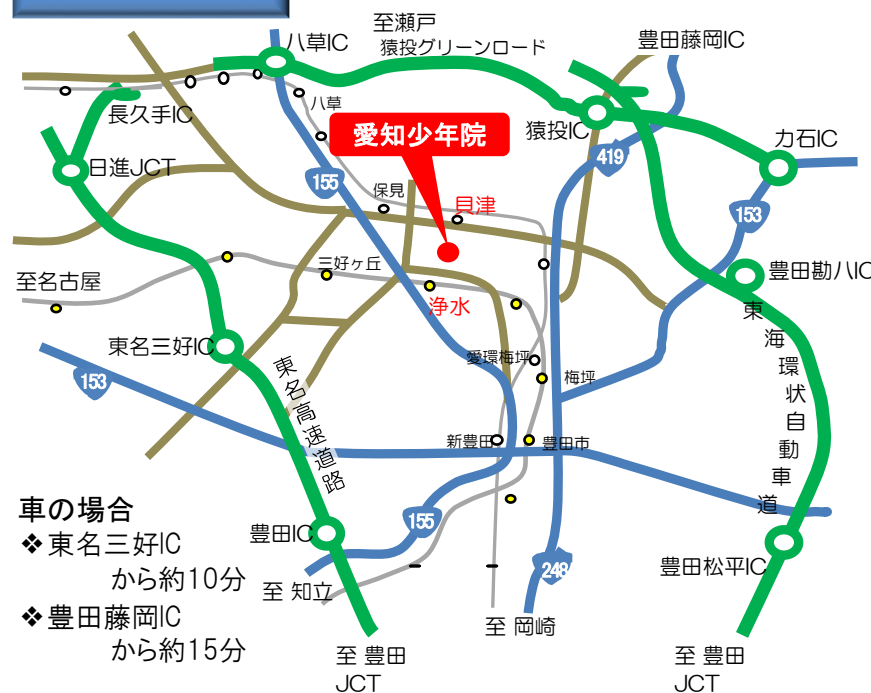 至瀬戸
猿投グリーンロード
八草IC
豊田藤岡IC
八草
長久手IC
猿投IC
力石IC
愛知少年院
419
日進JCT
155
保見
貝津
153
至名古屋
三好ヶ丘
豊田勘八IC
浄水
東海環状自動車道
東名三好IC
愛環梅坪
梅坪
153
東名高速道路
新豊田
豊田市
車の場合
❖東名三好IC
から約10分
❖豊田藤岡IC
から約15分
豊田IC
155
248
豊田松平IC
至 知立
至 岡崎
至 豊田
JCT
至 豊田
JCT